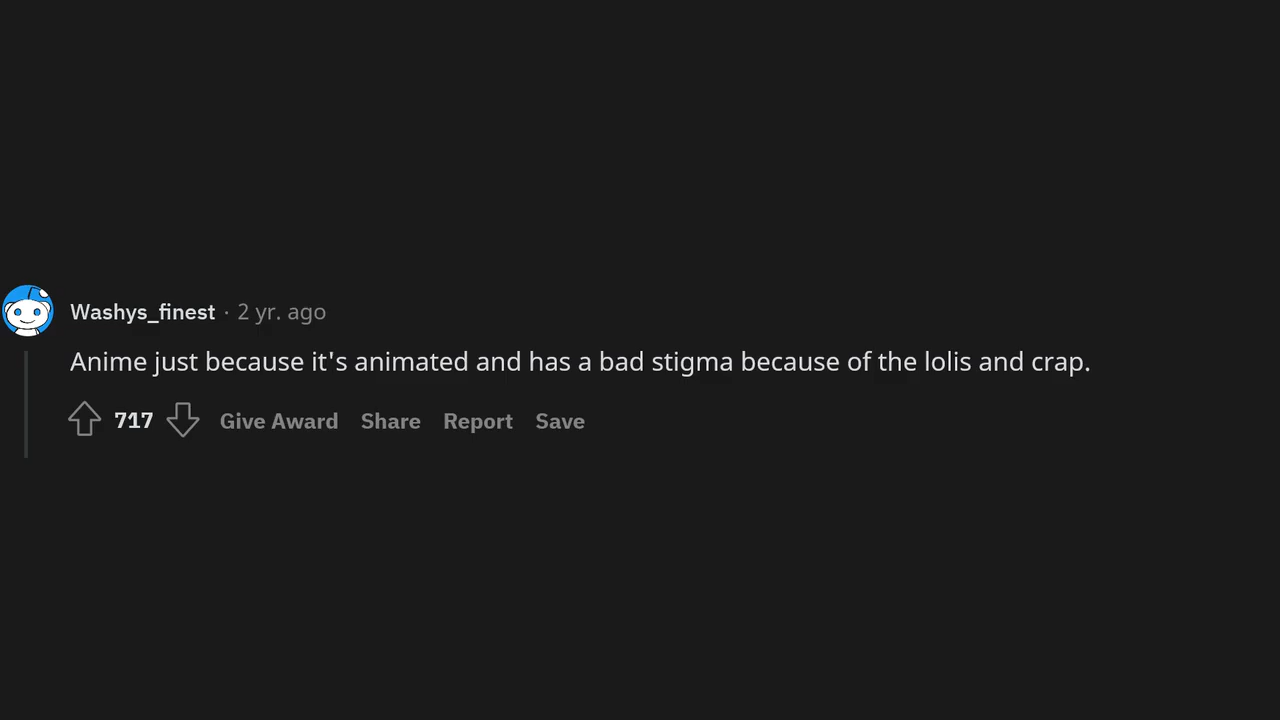 Washys_finest · 2 yr. ago
Anime just because it's animated and has a bad stigma because of the lolis and crap.
717 Give Award Share Report Save